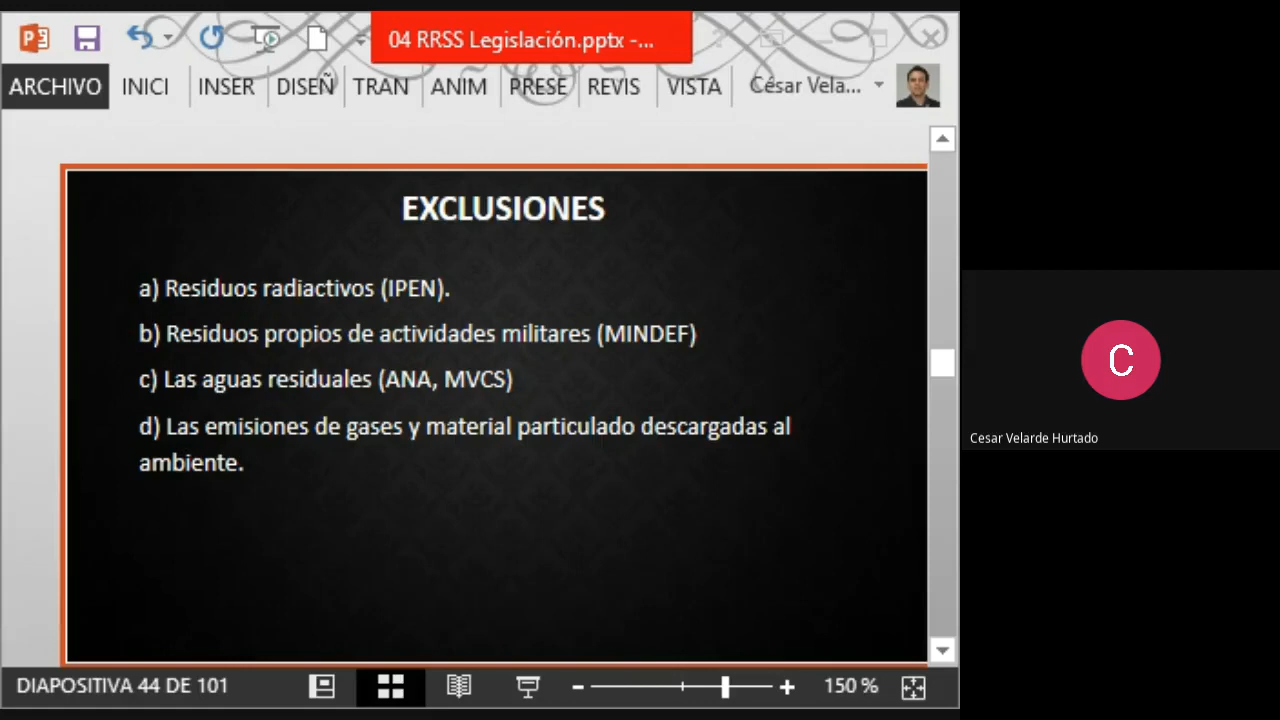 04 RRSS Legislación.pptx -...
ARCHIVO INICI INSER DISEÑ TRAN ANIM PRESE REVIS VISTA César Vela...
EXCLUSIONES
a) Residuos radiactivos (IPEN).
b) Residuos propios de actividades militares (MINDEF)
c) Las aguas residuales (ANA, MVCS)
d) Las emisiones de gases y material particulado descargadas al
ambiente.
C
Cesar Velarde Hurtado
DIAPOSITIVA 44 DE 101
150 %